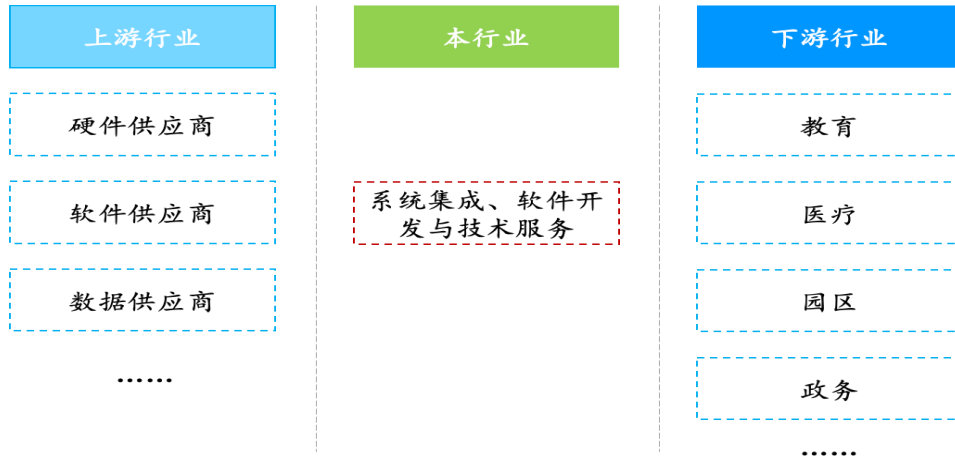 上游行业
硬件供应商
软件供应商
数据供应商
……
本行业
系统集成、软件开
发与技术服务
下游行业
教育
医疗
园区
政务
……